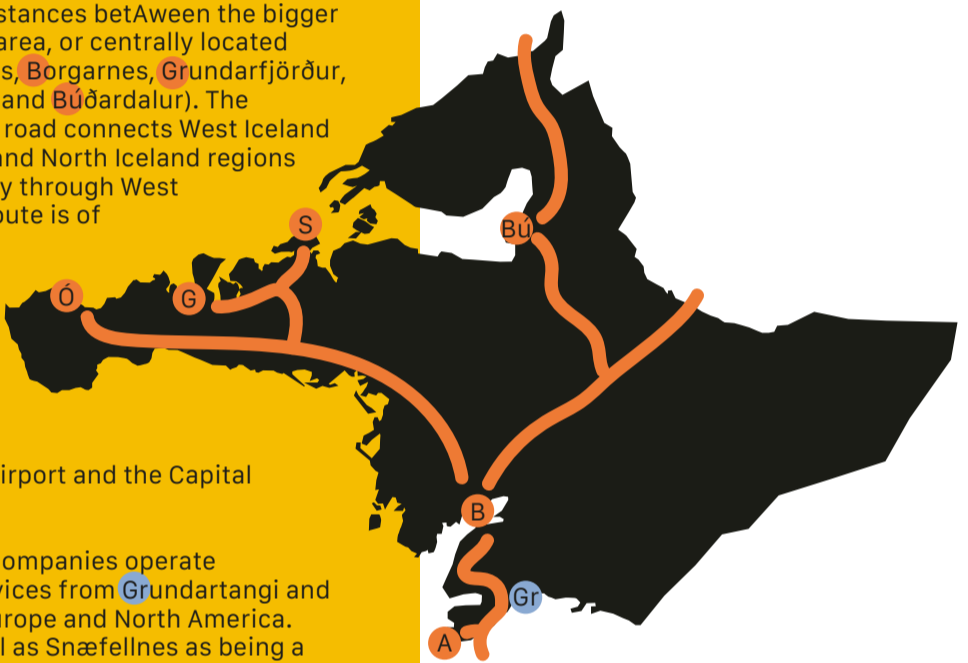 stances betAween the bigger
area, or centrally located
s, Borgarnes, Grundarfjörður,
and Búðardalur). The
road connects West Iceland
and North Iceland regions
y through West
oute is of
S
Bú
Ó
G
irport and the Capital
B
ompanies operate
vices from Grundartangi and
Gr
urope and North America.
A
l as Snæfellnes as being a